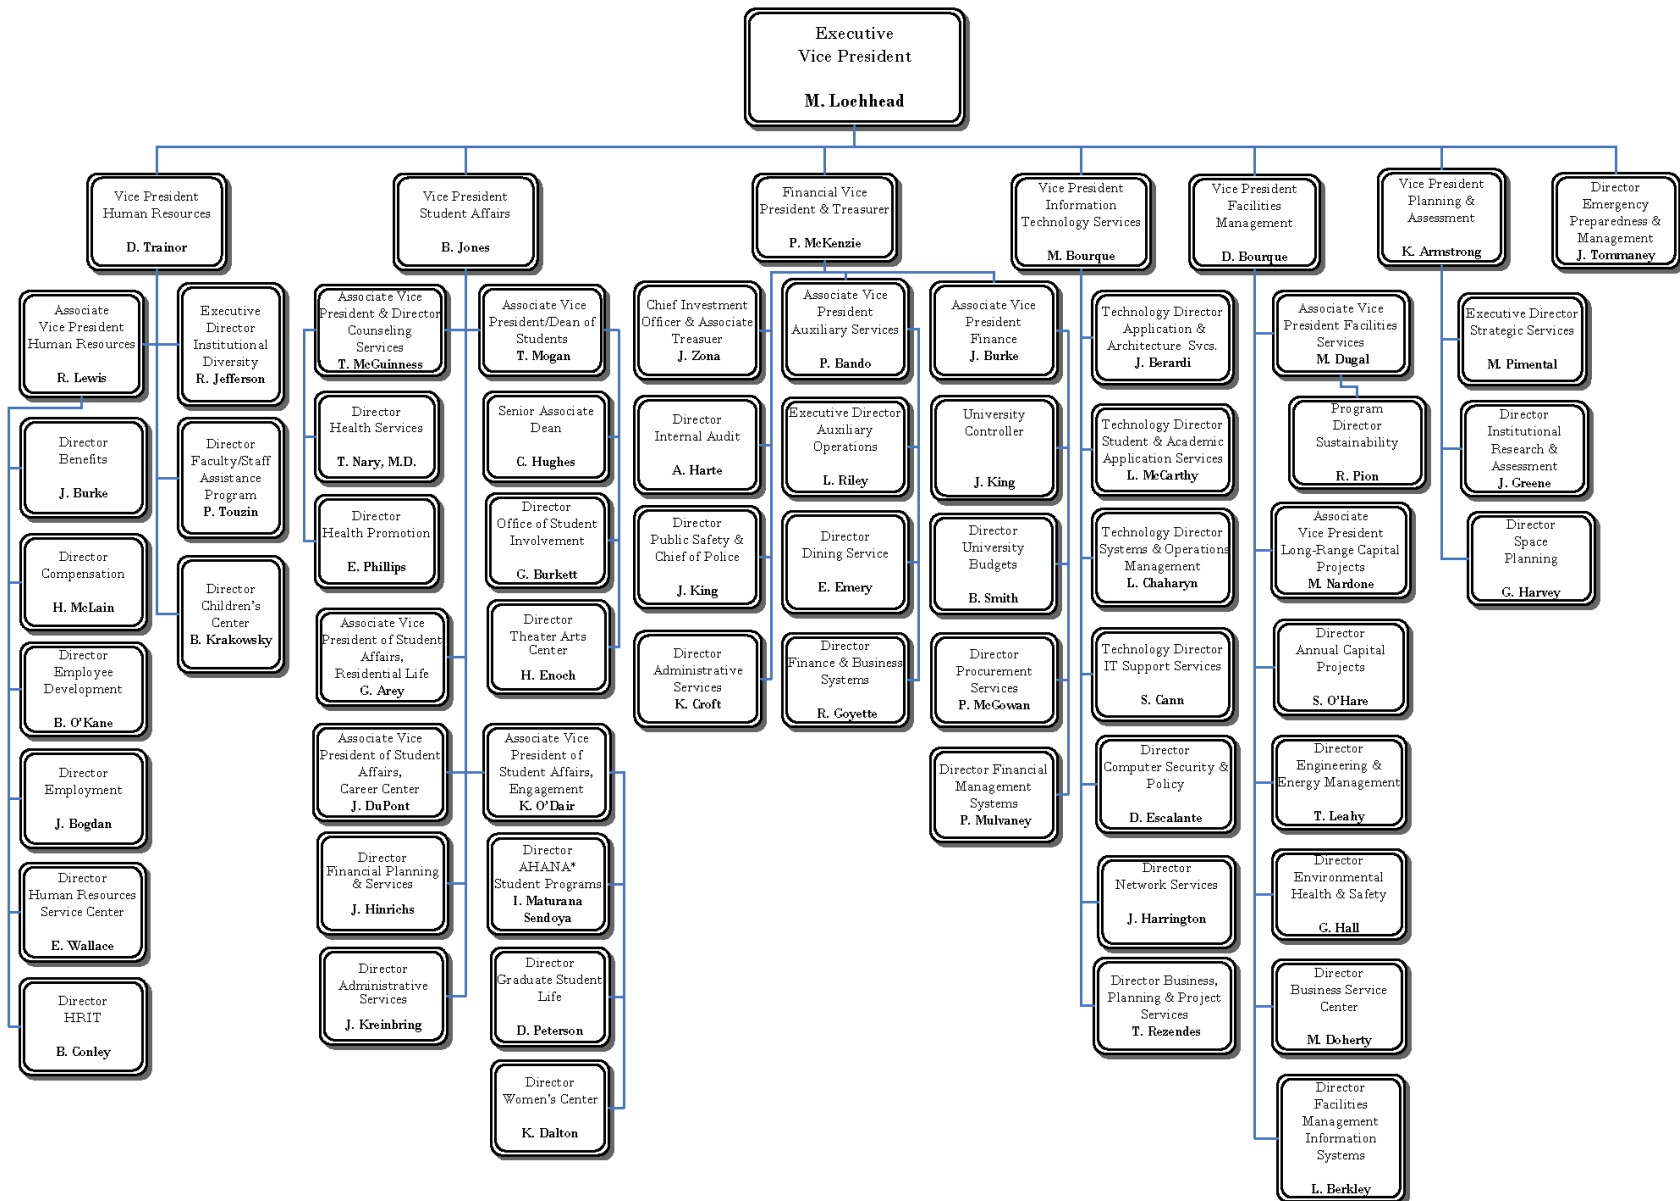 Executive
Vice President
M. Lochhead
Vice President
Human Resources
D. Trainor
Vice President
Student Affairs
B. Jones
Financial Vice
President & Treasurer
P. McKenzie
Vice President
Information
Technology Services
M. Bourque
Vice President
Facilities
Management
D. Bourque
Vice President
Planning &
Assessment
K. Armstrong
Director
Emergency
Preparedness &
Management
J. Tommaney
Associate
Vice President
Human Resources
R. Lewis
Executive
Director
Institutional
Diversity
R. Jefferson
Director
Benefits
J. Burke
Director
Faculty/Staff
Assistance
Program
P. Touzin
Director
Compensation
H. McLain
Director
Children's
Center
B. Krakowsky
Director
Employee
Development
B. O'Kane
Director
Employment
J. Bogdan
Director
Human Resources
Service Center
E. Wallace
Director
HRIT
B. Conley
Associate Vice
President & Director
Counseling
Services
T. McGuinness
Associate Vice
President/Dean of
Students
T. Mogan
Director
Health Services
T. Nary, M.D.
Senior Associate
Dean
C. Hughes
Director
Health Promotion
E. Phillips
Director
Office of Student
Involvement
G. Burkett
Associate Vice
President of Student
Affairs,
Residential Life
G. Arey
Director
Theater Arts
Center
H. Enoch
Associate Vice
President of Student
Affairs,
Career Center
J. DuPont
Associate Vice
President of
Student Affairs,
Engagement
K. O'Dair
Director
Financial Planning
& Services
J. Hinrichs
Director
AHANA*
Student Programs
I. Maturana
Sendoya
Director
Administrative
Services
J. Kreinbring
Director
Graduate Student
Life
D. Peterson
Director
Women's Center
K. Dalton
Chief Investment
Officer & Associate
Treasuer
J. Zona
Associate Vice
President
Auxiliary Services
P. Bando
Associate Vice
President
Finance
J. Burke
Director
Internal Audit
A. Harte
Executive Director
Auxiliary
Operations
L. Riley
University
Controller
J. King
Director
Public Safety &
Chief of Police
J. King
Director
Dining Service
E. Emery
Director
University
Budgets
B. Smith
Director
Administrative
Services
K. Croft
Director
Finance & Business
Systems
R. Goyette
Director
Procurement
Services
P. McGowan
Director Financial
Management
Systems
P. Mulvaney
Technology Director
Application &
Architecture Svcs.
J. Berardi
Technology Director
Student & Academic
Application Services
L. McCarthy
Technology Director
Systems & Operations
Management
L. Chaharyn
Technology Director
IT Support Services
S. Cann
Director
Computer Security &
Policy
D. Escalante
Director
Network Services
J. Harrington
Director Business,
Planning & Project
Services
T. Rezendes
Associate Vice
President Facilities
Services
M. Dugal
Program
Director
Sustainability
R. Pion
Associate
Vice President
Long-Range Capital
Projects
M. Nardone
Director
Annual Capital
Projects
S. O'Hare
Director
Engineering &
Energy Management
T. Leahy
Director
Environmental
Health & Safety
G. Hall
Director
Business Service
Center
M. Doherty
Director
Facilities
Management
Information
Systems
L. Berkley
Executive Director
Strategic Services
M. Pimental
Director
Institutional
Research &
Assessment
J. Greene
Director
Space
Planning
G. Harvey